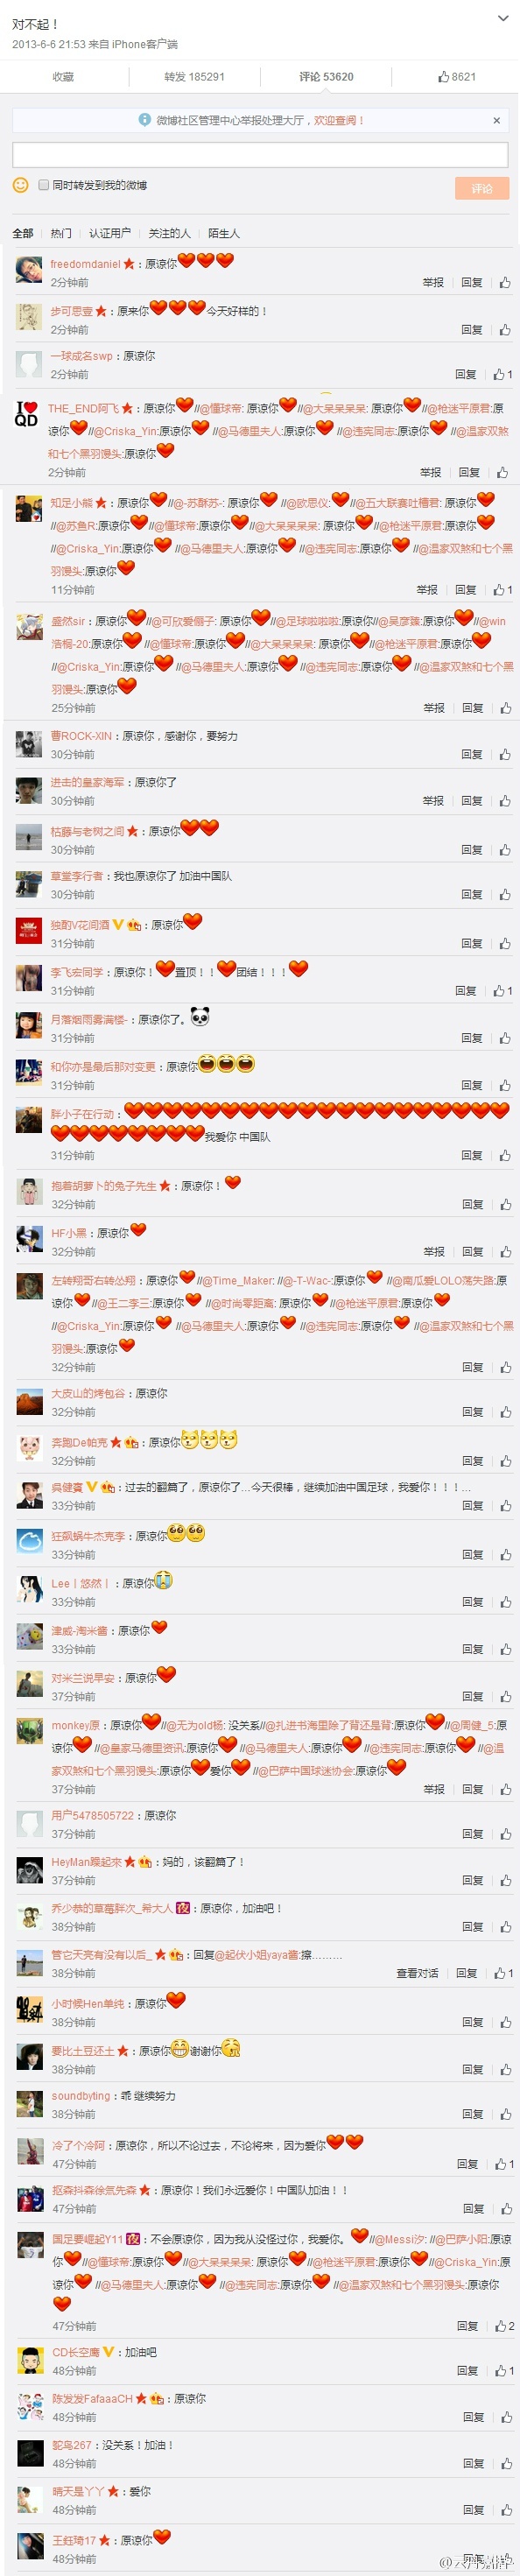 对不起！
2013-6-6 21:53 来自 iPhone客户端
收藏
转发 185291
评论 53620
8621
微博社区管理中心举报处理大厅，欢迎查阅！
×
同时转发到我的微博
评论
全部 热门 认证用户 关注的人 陌生人
freedomdaniel：原谅你
2分钟前 举报 回复
步可思壹：原来你今天好样的！
2分钟前 回复
一球成名swp：原谅你
2分钟前 回复 1
I QD
THE_END阿飞：原谅你//@懂球帝: 原谅你//@大呆呆呆呆: 原谅你//@枪迷平原君:原
谅你//@Criska_Yin:原谅你 //@马德里夫人:原谅你 //@违宪同志:原谅你 //@温家双煞
和七个黑羽馒头:原谅你
2分钟前 举报 回复
知足小熊：原谅你//@-苏酥苏-: 原谅你 //@欧思仪://@五大联赛吐槽君: 原谅你
//@苏鱼R:原谅你//@懂球帝:原谅你//@大呆呆呆呆: 原谅你//@枪迷平原君:原谅你
//@Criska_Yin:原谅你 //@马德里夫人:原谅你 //@违宪同志:原谅你 //@温家双煞和七个黑
羽馒头:原谅你
11分钟前 举报 回复 1
盛然sir：原谅你//@可欣爱倡子: 原谅你//@足球啦啦啦:原谅你//@吴彦籙:原谅你//@win
浩桐-20:原谅你 //@懂球帝:原谅你//@大呆呆呆呆: 原谅你//@枪迷平原君:原谅你
//@Criska_Yin:原谅你 //@马德里夫人:原谅你 //@违宪同志:原谅你 //@温家双煞和七个黑
羽馒头:原谅你
25分钟前 举报 回复
曹ROCK-XIN：原谅你，感谢你，要努力
30分钟前 回复
进击的皇家海军：原谅你了
30分钟前 举报 回复
枯藤与老树之间：原谅你
30分钟前 回复
草堂李行者：我也原谅你了 加油中国队
30分钟前 回复
独酌V花间酒：原谅你
31分钟前 回复
李飞宏同学：原谅你！置顶！！团结！！！
31分钟前 回复 1
月落烟雨雾满楼-：原谅你了。
31分钟前 回复
和你亦是最后那对变更：原谅你
31分钟前 回复
胖小子在行动：
我爱你 中国队
31分钟前 回复
抱着胡萝卜的兔子先生：原谅你！
32分钟前 回复
HF小黑：原谅你
32分钟前 举报 回复
左转翔哥右转怂翔：原谅你//@Time_Maker: //@-T-Wac-:原谅你 //@南瓜爱LOLO荡失路:原
谅你//@王二李三:原谅你 //@时尚零距离: 原谅你//@枪迷平原君:原谅你
//@Criska_Yin:原谅你 //@马德里夫人:原谅你 //@违宪同志:原谅你 //@温家双煞和七个黑
羽馒头:原谅你
32分钟前 回复
大皮山的烤包谷：原谅你
32分钟前 回复
奔跑De帕克：原谅你
32分钟前 回复
吳健賓：过去的翻篇了，原谅你了...今天很棒，继续加油中国足球，我爱你！！！...
33分钟前 回复
狂飙蜗牛杰克李：原谅你
33分钟前 回复
Lee丨悠然丨：原谅你
33分钟前 回复
津威-淘米酱：原谅你
33分钟前 回复
对米兰说早安：原谅你
37分钟前 回复
monkey原：原谅你//@无为old杨: 没关系//@扎进书海里除了背还是背:原谅你//@周健_5:原
谅你 //@皇家马德里资讯:原谅你 //@马德里夫人:原谅你 //@违宪同志:原谅你 //@温
家双煞和七个黑羽馒头:原谅你爱你 //@巴萨中国球迷协会:原谅你
37分钟前 举报 回复
用户5478505722：原谅你
37分钟前 回复
HeyMan躁起來：妈的，该翻篇了！
37分钟前 回复
乔少恭的草莓胖次_希大人：原谅你，加油吧！
38分钟前 回复
管它天亮有没有以后_：回复@起伏小姐yaya酱:擦………
38分钟前 查看对话 回复 1
小时候Hen单纯：原谅你
38分钟前 回复
要比土豆还土：原谅你谢谢你
38分钟前 回复
soundbyting：乖 继续努力
38分钟前 回复
冷了个冷阿：原谅你，所以不论过去，不论将来，因为爱你
47分钟前 回复 1
抠森抖森徐氚先森：原谅你！我们永远爱你！中国队加油！！
47分钟前 回复
国足要崛起Y11：不会原谅你，因为我从没怪过你，我爱你。//@Messi汐: //@巴萨小阳:原谅
你//@懂球帝:原谅你//@大呆呆呆呆: 原谅你//@枪迷平原君:原谅你//@Criska_Yin:原
谅你 //@马德里夫人:原谅你 //@违宪同志:原谅你 //@温家双煞和七个黑羽馒头:原谅你
47分钟前 回复 2
CD长空鹰：加油吧
48分钟前 回复 1
陈发发FafaaaCH：原谅你
48分钟前 回复
鸵鸟267：没关系！加油！
48分钟前 回复
晴天是丫丫：爱你
48分钟前 回复
王鈺琦17：原谅你
48分钟前 回复